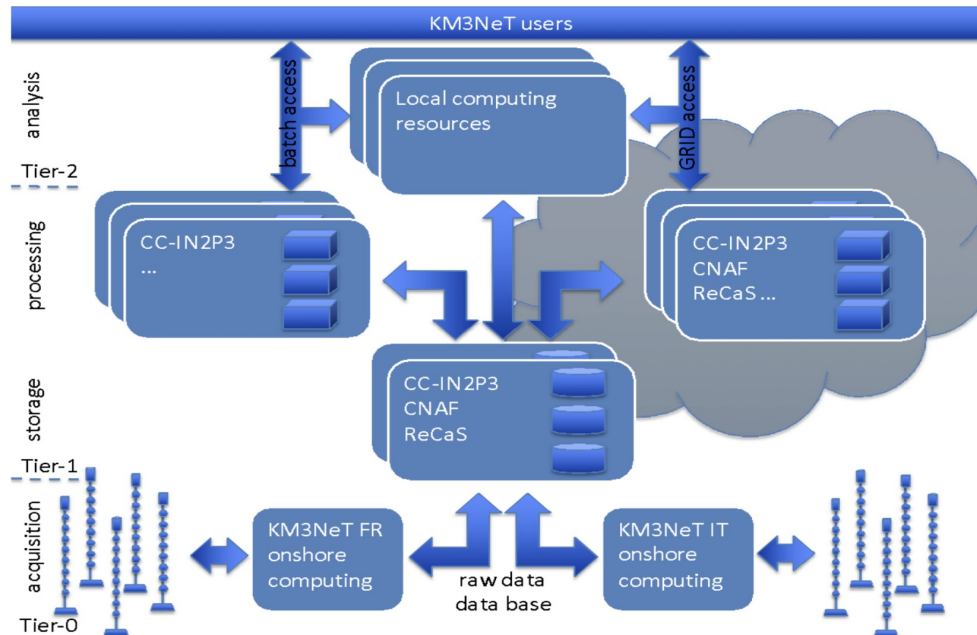 KM3NeT users
analysis
batch access
Local computing
resources
GRID access
Tier-2
processing
CC-IN2P3
...
CC-IN2P3
CNAF
ReCaS ...
storage
CC-IN2P3
CNAF
ReCaS
Tier-1
acquisition
KM3NeT FR
onshore
computing
raw data
data base
KM3NeT IT
onshore
computing
Tier-0